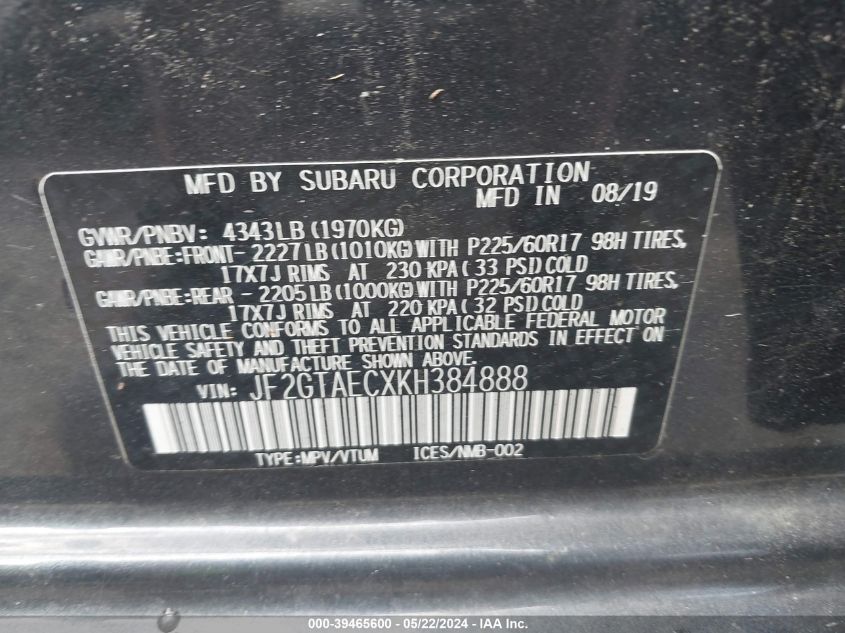 MFD BY SUBARU CORPORATION
MFD IN 08/19
GVWR/PNBV: 4343LB(1970KG)
GAWR/PNBE:FRONT-2227LB(1010KG)WITH P225/60R17 98H TIRES,
17X7J RIMS AT 230 KPA( 33 PSI)COLD
GAWR/PNBE:REAR -2205LB(1000KG)WITH P225/60R17 98H TIRES,
17X7J RIMS AT 220 KPA( 32 PSI)COLD
THIS VEHICLE CONFORMS TO ALL APPLICABLE FEDERAL MOTOR
VEHICLE SAFETY AND THEFT PREVENTION STANDARDS IN EFFECT ON
THE DATE OF MANUFACTURE SHOWN ABOVE.
VIN: JF2GTAECXKH384888
TYPE:MPV/VTUM ICES/NMB-002
000-39465600 - 05/22/2024 - IAA